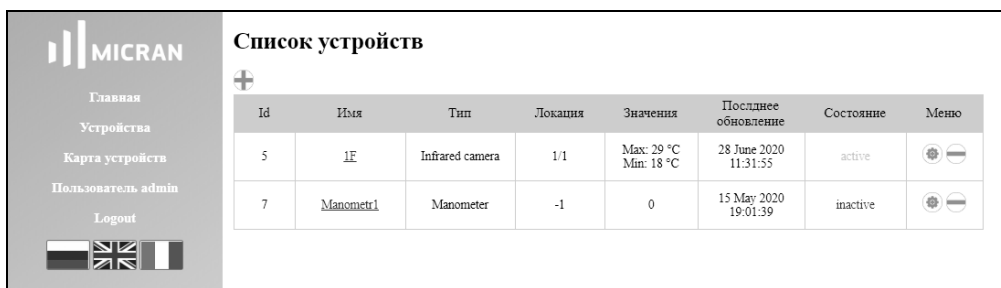 MICRAN
Главная
Устройства
Карта устройств
Пользователь admin
Logout
Список устройств
Id Имя Тип Локация Значения Послднее обновление Состояние Меню
5 1F Infrared camera 1/1 Max: 29 °C Min: 18 °C 28 June 2020 11:31:55 active
7 Manometr1 Manometer -1 0 15 May 2020 19:01:39 inactive